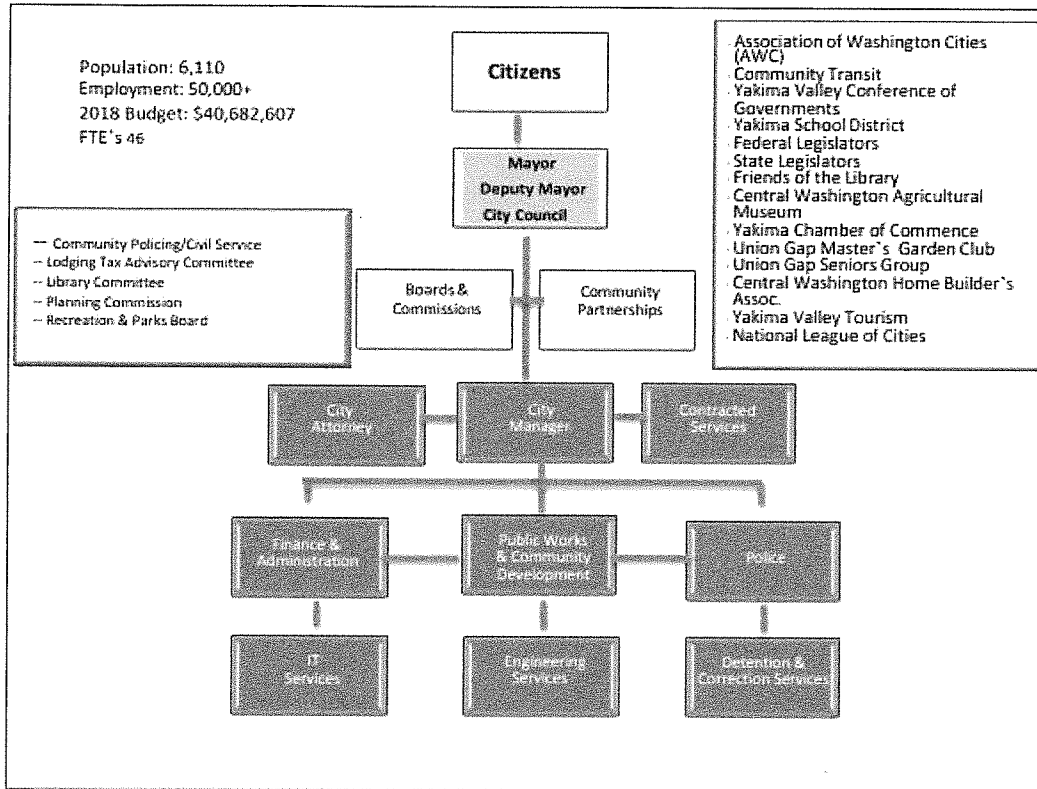 Population: 6,110
Employment: 50,000+
2018 Budget: $40,682,607
FTE's 46
Citizens
Association of Washington Cities
(AWC)
Community Transit
Yakima Valley Conference of
Governments
Yakima School District
Federal Legislators
State Legislators
Friends of the Library
Central Washington Agricultural
Museum
Yakima Chamber of Commerce
Union Gap Master`s Garden Club
Union Gap Seniors Group
Central Washington Home Builder`s
Assoc.
Yakima Valley Tourism
National League of Cities
Mayor
Deputy Mayor
City Council
-- Community Policing/Civil Service
-- Lodging Tax Advisory Committee
-- Library Committee
-- Planning Commission
-- Recreation & Parks Board
Boards &
Commissions
Community
Partnerships
City
Attorney
City
Manager
Contracted
Services
Finance &
Administration
Public Works
& Community
Development
Police
IT
Services
Engineering
Services
Detention &
Correction Services